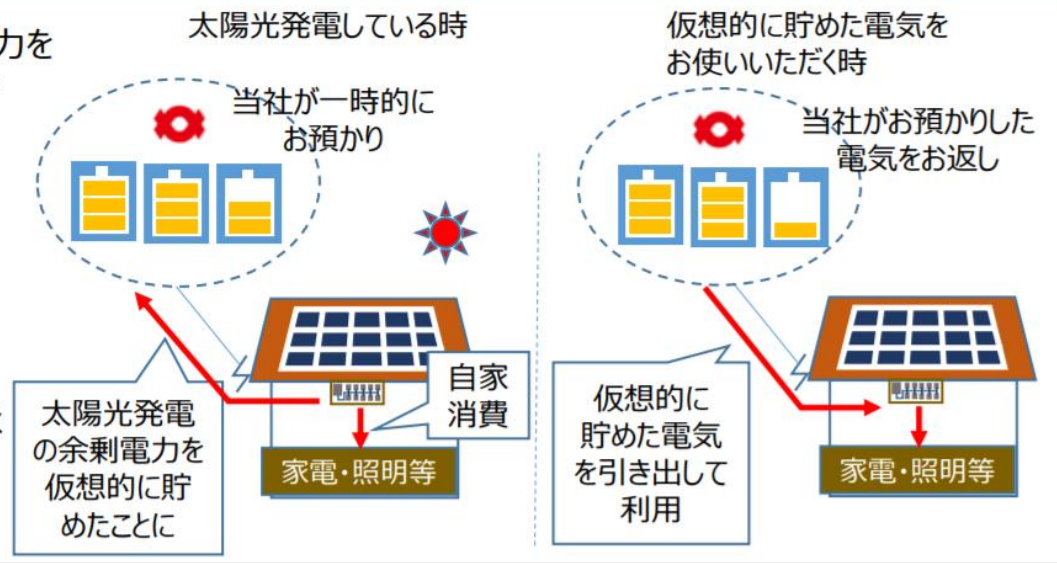 力を
太陽光発電している時
当社が一時的に
お預かり
自家
消費
太陽光発電
の余剰電力を
仮想的に貯
めたことに
家電・照明等
仮想的に貯めた電気を
お使いいただく時
当社がお預かりした
電気をお返し
仮想的に
貯めた電気
を引き出して
利用
家電・照明等